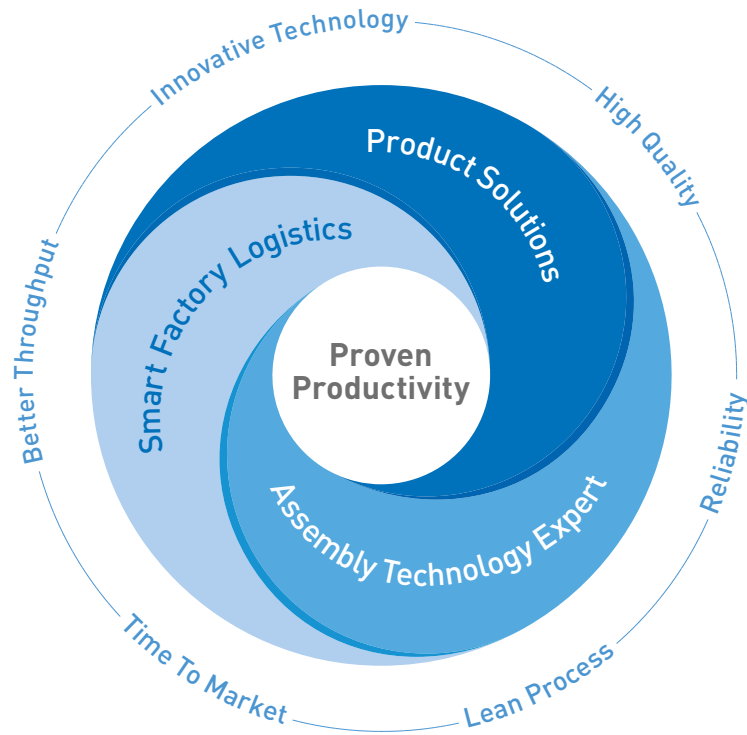 Innovative Technology
High Quality
Product Solutions
Smart Factory Logistics
Better Throughput
Proven
Productivity
Reliability
Assembly Technology Expert
Time To Market
Lean Process